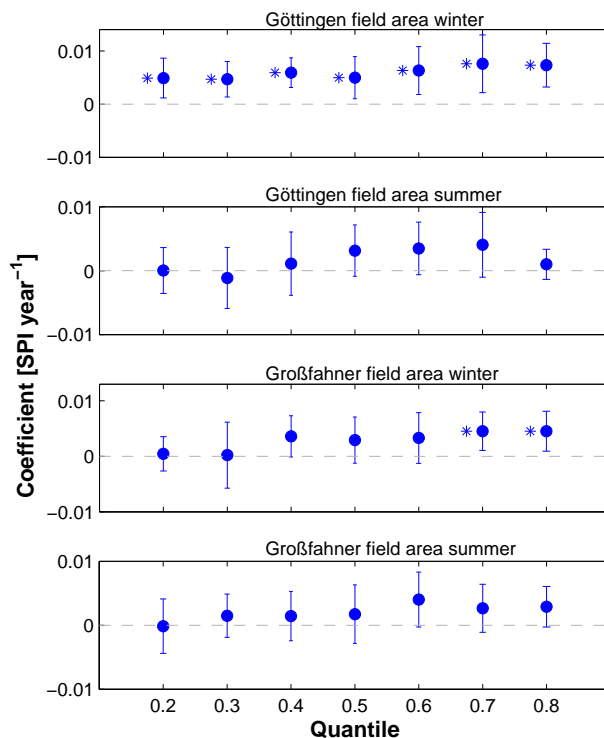 Göttingen field area winter
0.01
0
−0.01
Göttingen field area summer
0.01
0
−0.01
Großfahner field area winter
0.01
0
−0.01
Großfahner field area summer
0.01
0
−0.01
0.2 0.3 0.4 0.5 0.6 0.7 0.8
Quantile
Coefficient [SPI year−1]